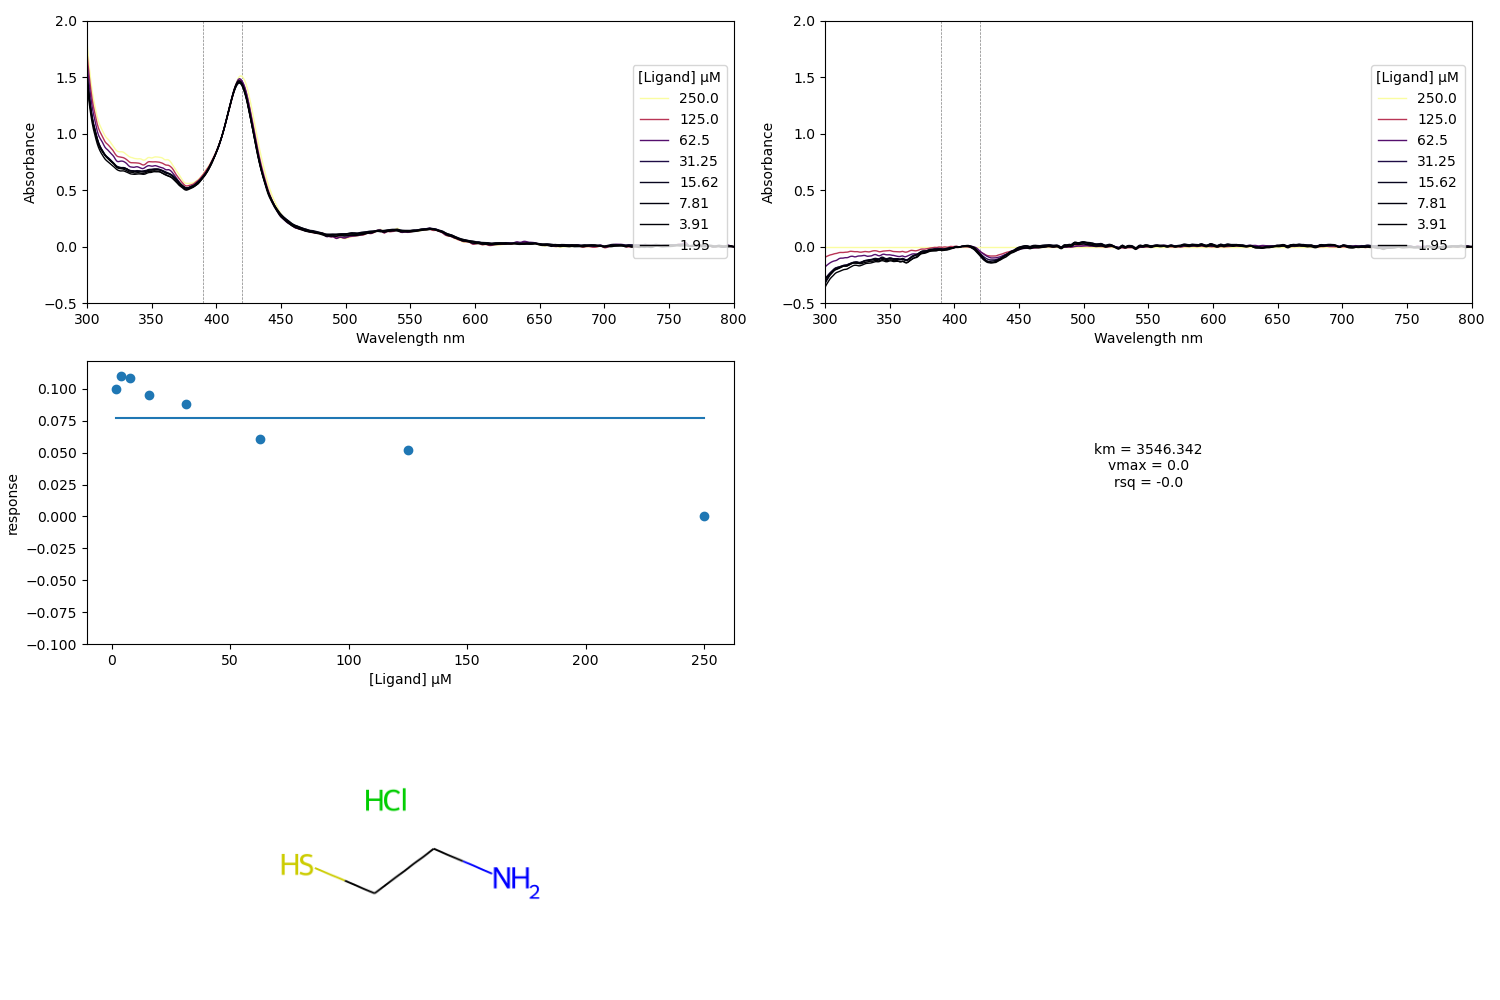 2.0
1.5
1.0
0.5
0.0
−0.5
Absorbance
300 350 400 450 500 550 600 650 700 750 800
Wavelength nm
[Ligand] μM
250.0
125.0
62.5
31.25
15.62
7.81
3.91
1.95
2.0
1.5
1.0
0.5
0.0
−0.5
Absorbance
300 350 400 450 500 550 600 650 700 750 800
Wavelength nm
[Ligand] μM
250.0
125.0
62.5
31.25
15.62
7.81
3.91
1.95
0.100
0.075
0.050
0.025
0.000
−0.025
−0.050
−0.075
−0.100
response
0 50 100 150 200 250
[Ligand] μM
km = 3546.342
vmax = 0.0
rsq = -0.0
HCl
HS
NH2